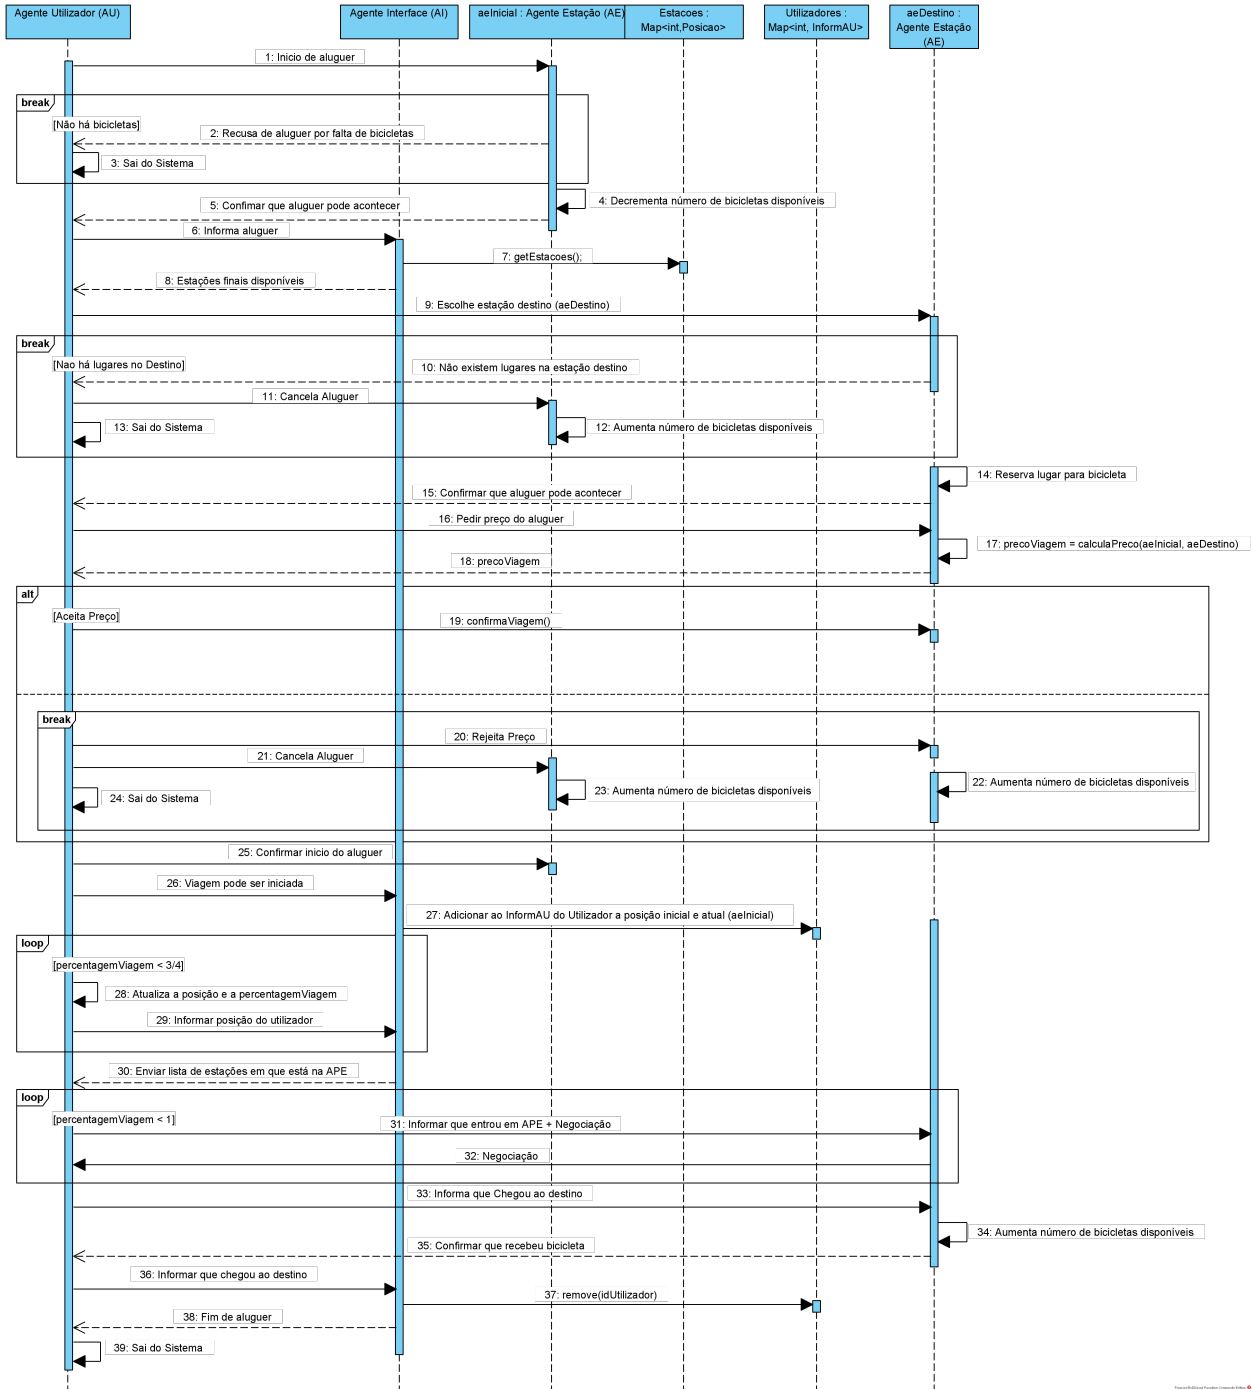 Agente Utilizador (AU)
Agente Interface (AI)
aeInicial : Agente Estação (AE)
Estacoes :
Map<int,Posicao>
Utilizadores :
Map<int, InformAU>
aeDestino :
Agente Estação
(AE)
1: Inicio de aluguer
break
[Não há bicicletas]
2: Recusa de aluguer por falta de bicicletas
3: Sai do Sistema
4: Decrementa número de bicicletas disponíveis
5: Confimar que aluguer pode acontecer
6: Informa aluguer
7: getEstacoes();
8: Estações finais disponíveis
9: Escolhe estação destino (aeDestino)
break
[Nao há lugares no Destino]
10: Não existem lugares na estação destino
11: Cancela Aluguer
12: Aumenta número de bicicletas disponíveis
13: Sai do Sistema
14: Reserva lugar para bicicleta
15: Confirmar que aluguer pode acontecer
16: Pedir preço do aluguer
17: precoViagem = calculaPreco(aeInicial, aeDestino)
18: precoViagem
alt
[Aceita Preço]
19: confirmaViagem()
break
20: Rejeita Preço
21: Cancela Aluguer
22: Aumenta número de bicicletas disponíveis
23: Aumenta número de bicicletas disponíveis
24: Sai do Sistema
25: Confirmar inicio do aluguer
26: Viagem pode ser iniciada
27: Adicionar ao InformAU do Utilizador a posição inicial e atual (aeInicial)
loop
[percentagemViagem < 3/4]
28: Atualiza a posição e a percentagemViagem
29: Informar posição do utilizador
30: Enviar lista de estações em que está na APE
loop
[percentagemViagem < 1]
31: Informar que entrou em APE + Negociação
32: Negociação
33: Informa que Chegou ao destino
34: Aumenta número de bicicletas disponíveis
35: Confirmar que recebeu bicicleta
36: Informar que chegou ao destino
37: remove(idUtilizador)
38: Fim de aluguer
39: Sai do Sistema